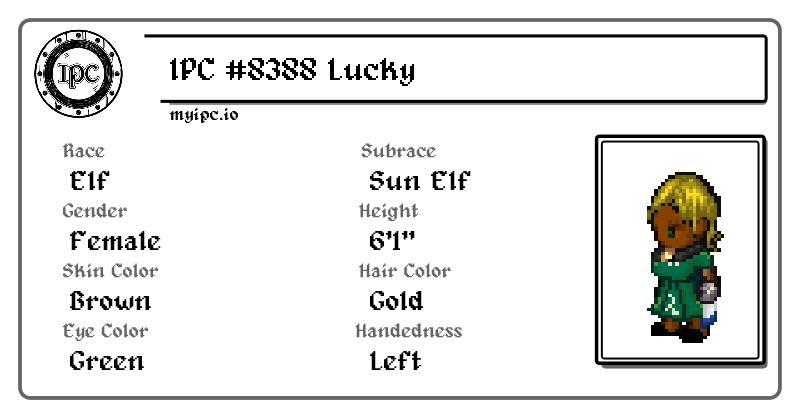 IPC
IPC #8388 Lucky
myipc.io
Race
Elf
Subrace
Sun Elf
Gender
Female
Height
6'1"
Skin Color
Brown
Hair Color
Gold
Eye Color
Green
Handedness
Left